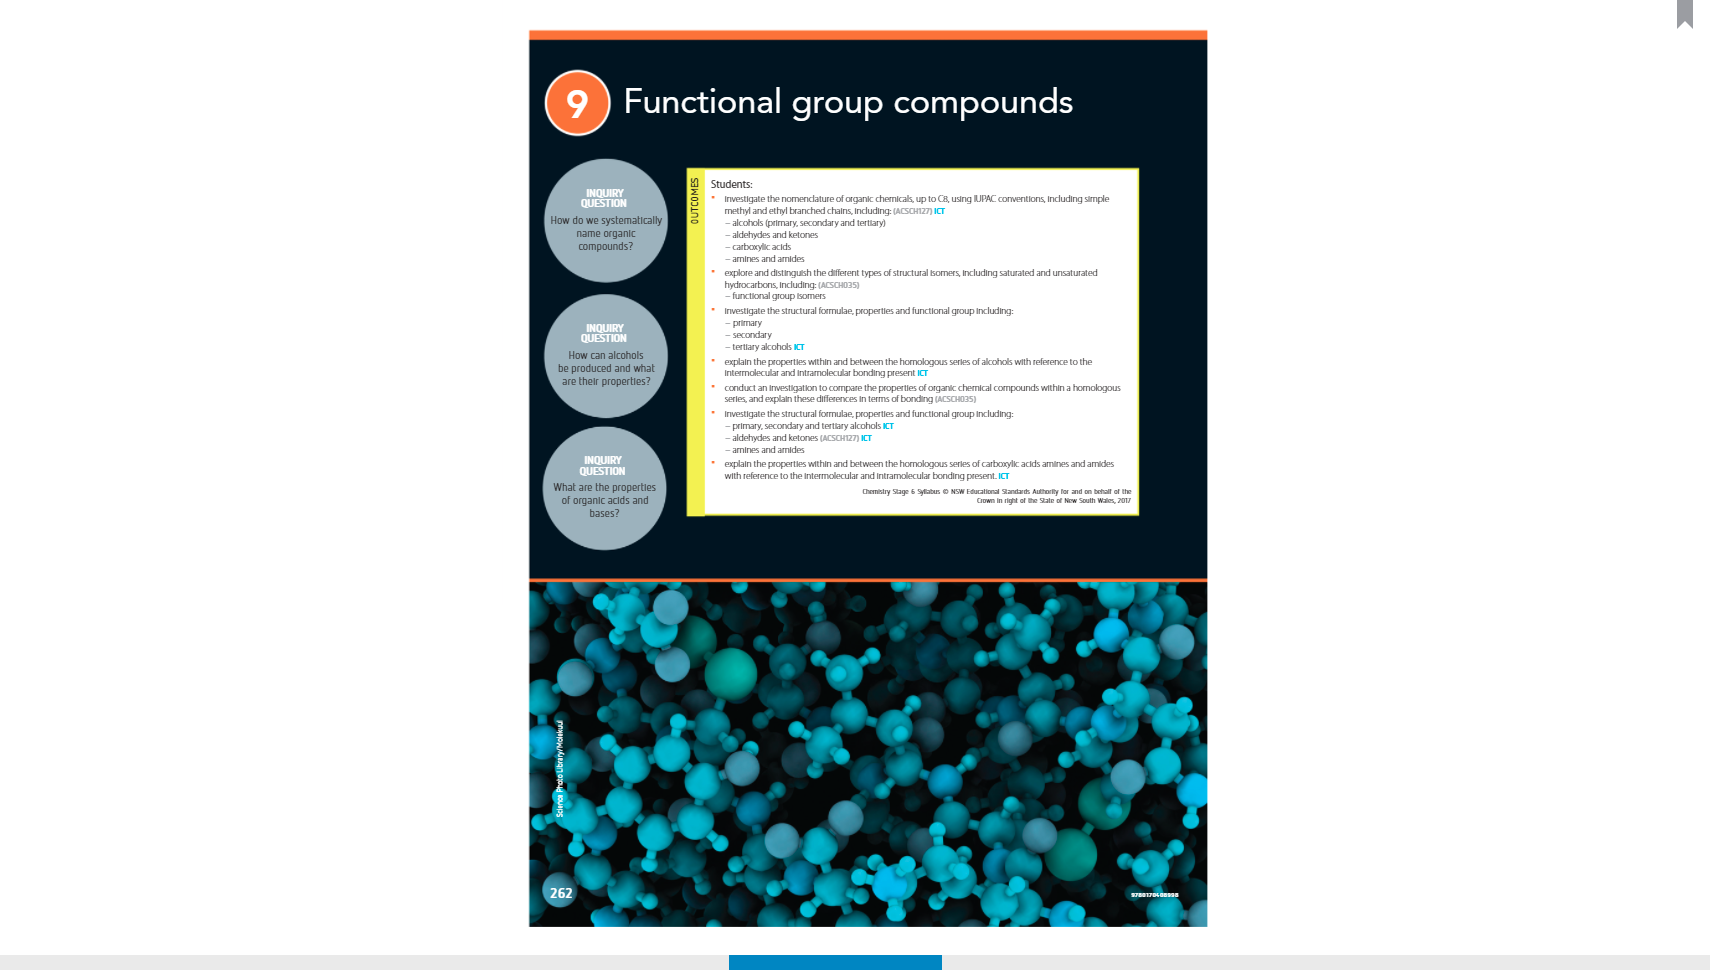 9 Functional group compounds
INQUIRY
QUESTION
How do we systematically
name organic
compounds?
INQUIRY
QUESTION
How can alcohols
be produced and what
are their properties?
INQUIRY
QUESTION
What are the properties
of organic acids and
bases?
OUTCOMES
Students:
• investigate the nomenclature of organic chemicals, up to C8, using IUPAC conventions, including simple
methyl and ethyl branched chains, including: (ACSCH127) ICT
– alcohols (primary, secondary and tertiary)
– aldehydes and ketones
– carboxylic acids
– amines and amides
• explore and distinguish the different types of structural isomers, including saturated and unsaturated
hydrocarbons, including: (ACSCH035)
– functional group isomers
• investigate the structural formulae, properties and functional group including:
– primary
– secondary
– tertiary alcohols ICT
• explain the properties within and between the homologous series of alcohols with reference to the
intermolecular and intramolecular bonding present ICT
• conduct an investigation to compare the properties of organic chemical compounds within a homologous
series, and explain these differences in terms of bonding (ACSCH035)
• investigate the structural formulae, properties and functional group including:
– primary, secondary and tertiary alcohols ICT
– aldehydes and ketones (ACSCH127) ICT
– amines and amides
• explain the properties within and between the homologous series of carboxylic acids amines and amides
with reference to the intermolecular and intramolecular bonding present. ICT
Chemistry Stage 6 Syllabus © NSW Educational Standards Authority for and on behalf of the
Crown in right of the State of New South Wales, 2017
Science Photo Library/Molekuul
262
9780170408998